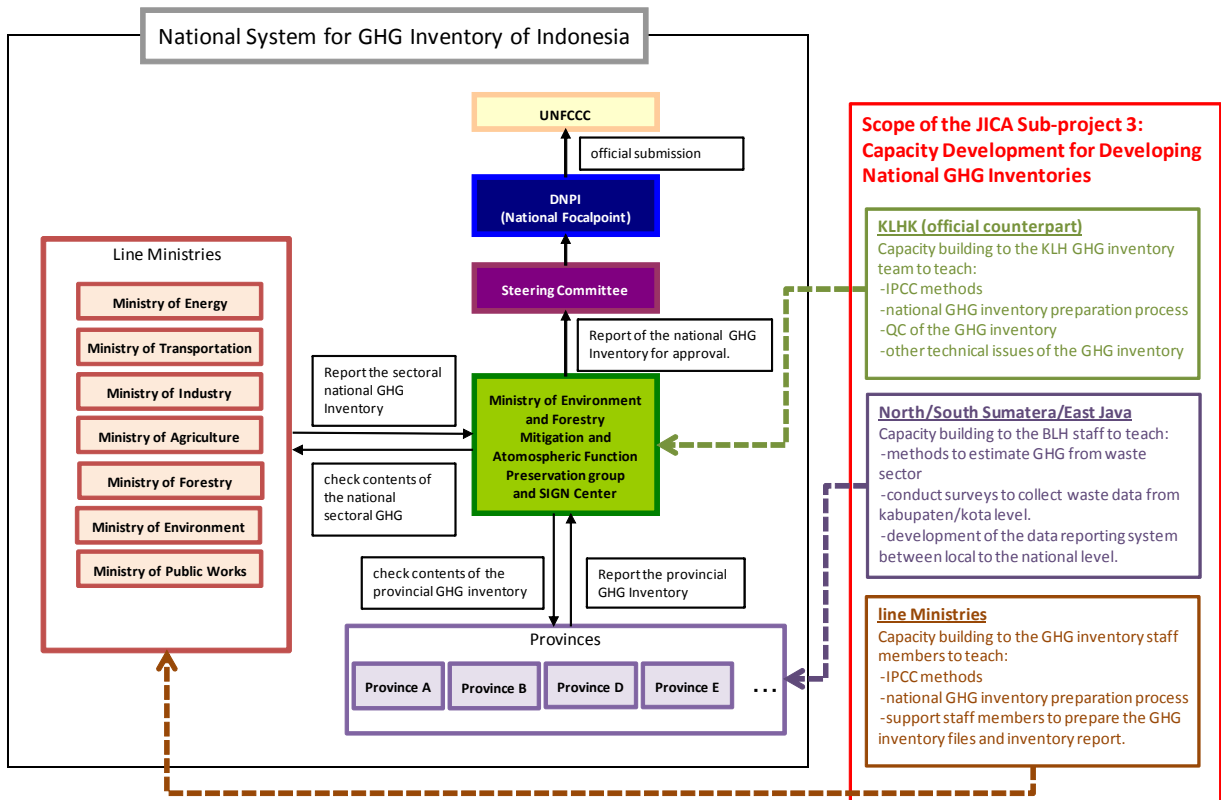 National System for GHG Inventory of Indonesia
UNFCCC
official submission
DNPI
(National Focalpoint)
Steering Committee
Report of the national GHG
Inventory for approval.
Line Ministries
Ministry of Energy
Ministry of Transportation
Ministry of Industry
Ministry of Agriculture
Ministry of Forestry
Ministry of Environment
Ministry of Public Works
Report the sectoral
national GHG
Inventory
check contents of
the national
sectoral GHG
Ministry of Environment
and Forestry
Mitigation and
Atomospheric Function
Preservation group
and SIGN Center
check contents of the
provincial GHG inventory
Report the provincial
GHG Inventory
Provinces
Province A
Province B
Province D
Province E
...
Scope of the JICA Sub-project 3:
Capacity Development for Developing
National GHG Inventories
KLHK (official counterpart)
Capacity building to the KLH GHG inventory
team to teach:
-IPCC methods
-national GHG inventory preparation process
-QC of the GHG inventory
-other technical issues of the GHG inventory
North/South Sumatera/East Java
Capacity building to the BLH staff to teach:
-methods to estimate GHG from waste
sector
-conduct surveys to collect waste data from
kabupaten/kota level.
-development of the data reporting system
between local to the national level.
line Ministries
Capacity building to the GHG inventory staff
members to teach:
-IPCC methods
-national GHG inventory preparation process
-support staff members to prepare the GHG
inventory files and inventory report.